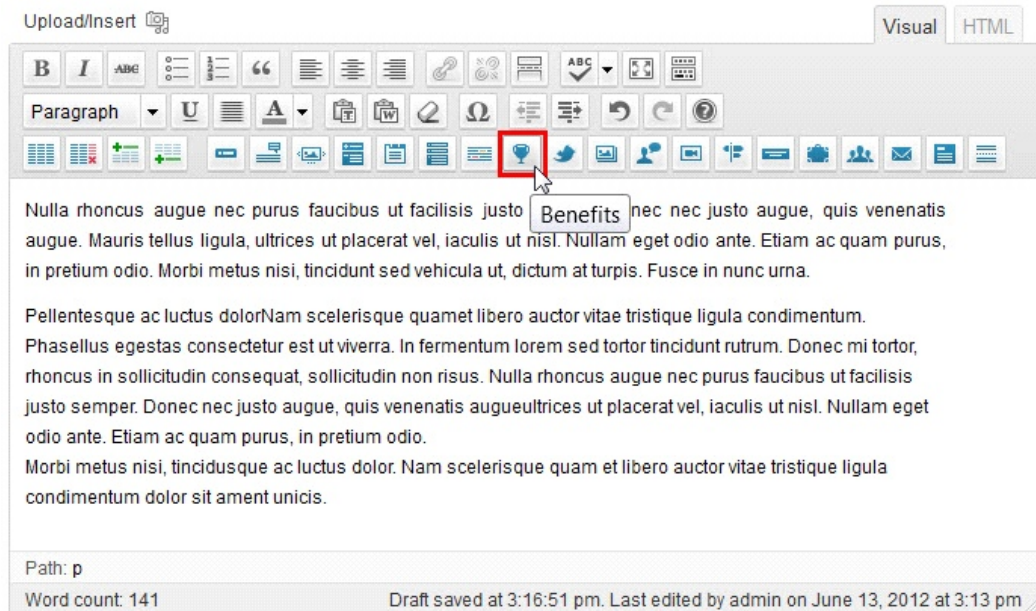 Upload/Insert
Visual HTML
B I ABC ABC
Paragraph U A Ω
Nulla rhoncus augue nec purus faucibus ut facilisis justo nec nec justo augue, quis venenatis
Benefits
augue. Mauris tellus ligula, ultrices ut placerat vel, iaculis ut nisl. Nullam eget odio ante. Etiam ac quam purus,
in pretium odio. Morbi metus nisi, tincidunt sed vehicula ut, dictum at turpis. Fusce in nunc urna.
Pellentesque ac luctus dolorNam scelerisque quamet libero auctor vitae tristique ligula condimentum.
Phasellus egestas consectetur est ut viverra. In fermentum lorem sed tortor tincidunt rutrum. Donec mi tortor,
rhoncus in sollicitudin consequat, sollicitudin non risus. Nulla rhoncus augue nec purus faucibus ut facilisis
justo semper. Donec nec justo augue, quis venenatis augueultrices ut placerat vel, iaculis ut nisl. Nullam eget
odio ante. Etiam ac quam purus, in pretium odio.
Morbi metus nisi, tincidusque ac luctus dolor. Nam scelerisque quam et libero auctor vitae tristique ligula
condimentum dolor sit ament unicis.
Path: p
Word count: 141 Draft saved at 3:16:51 pm. Last edited by admin on June 13, 2012 at 3:13 pm